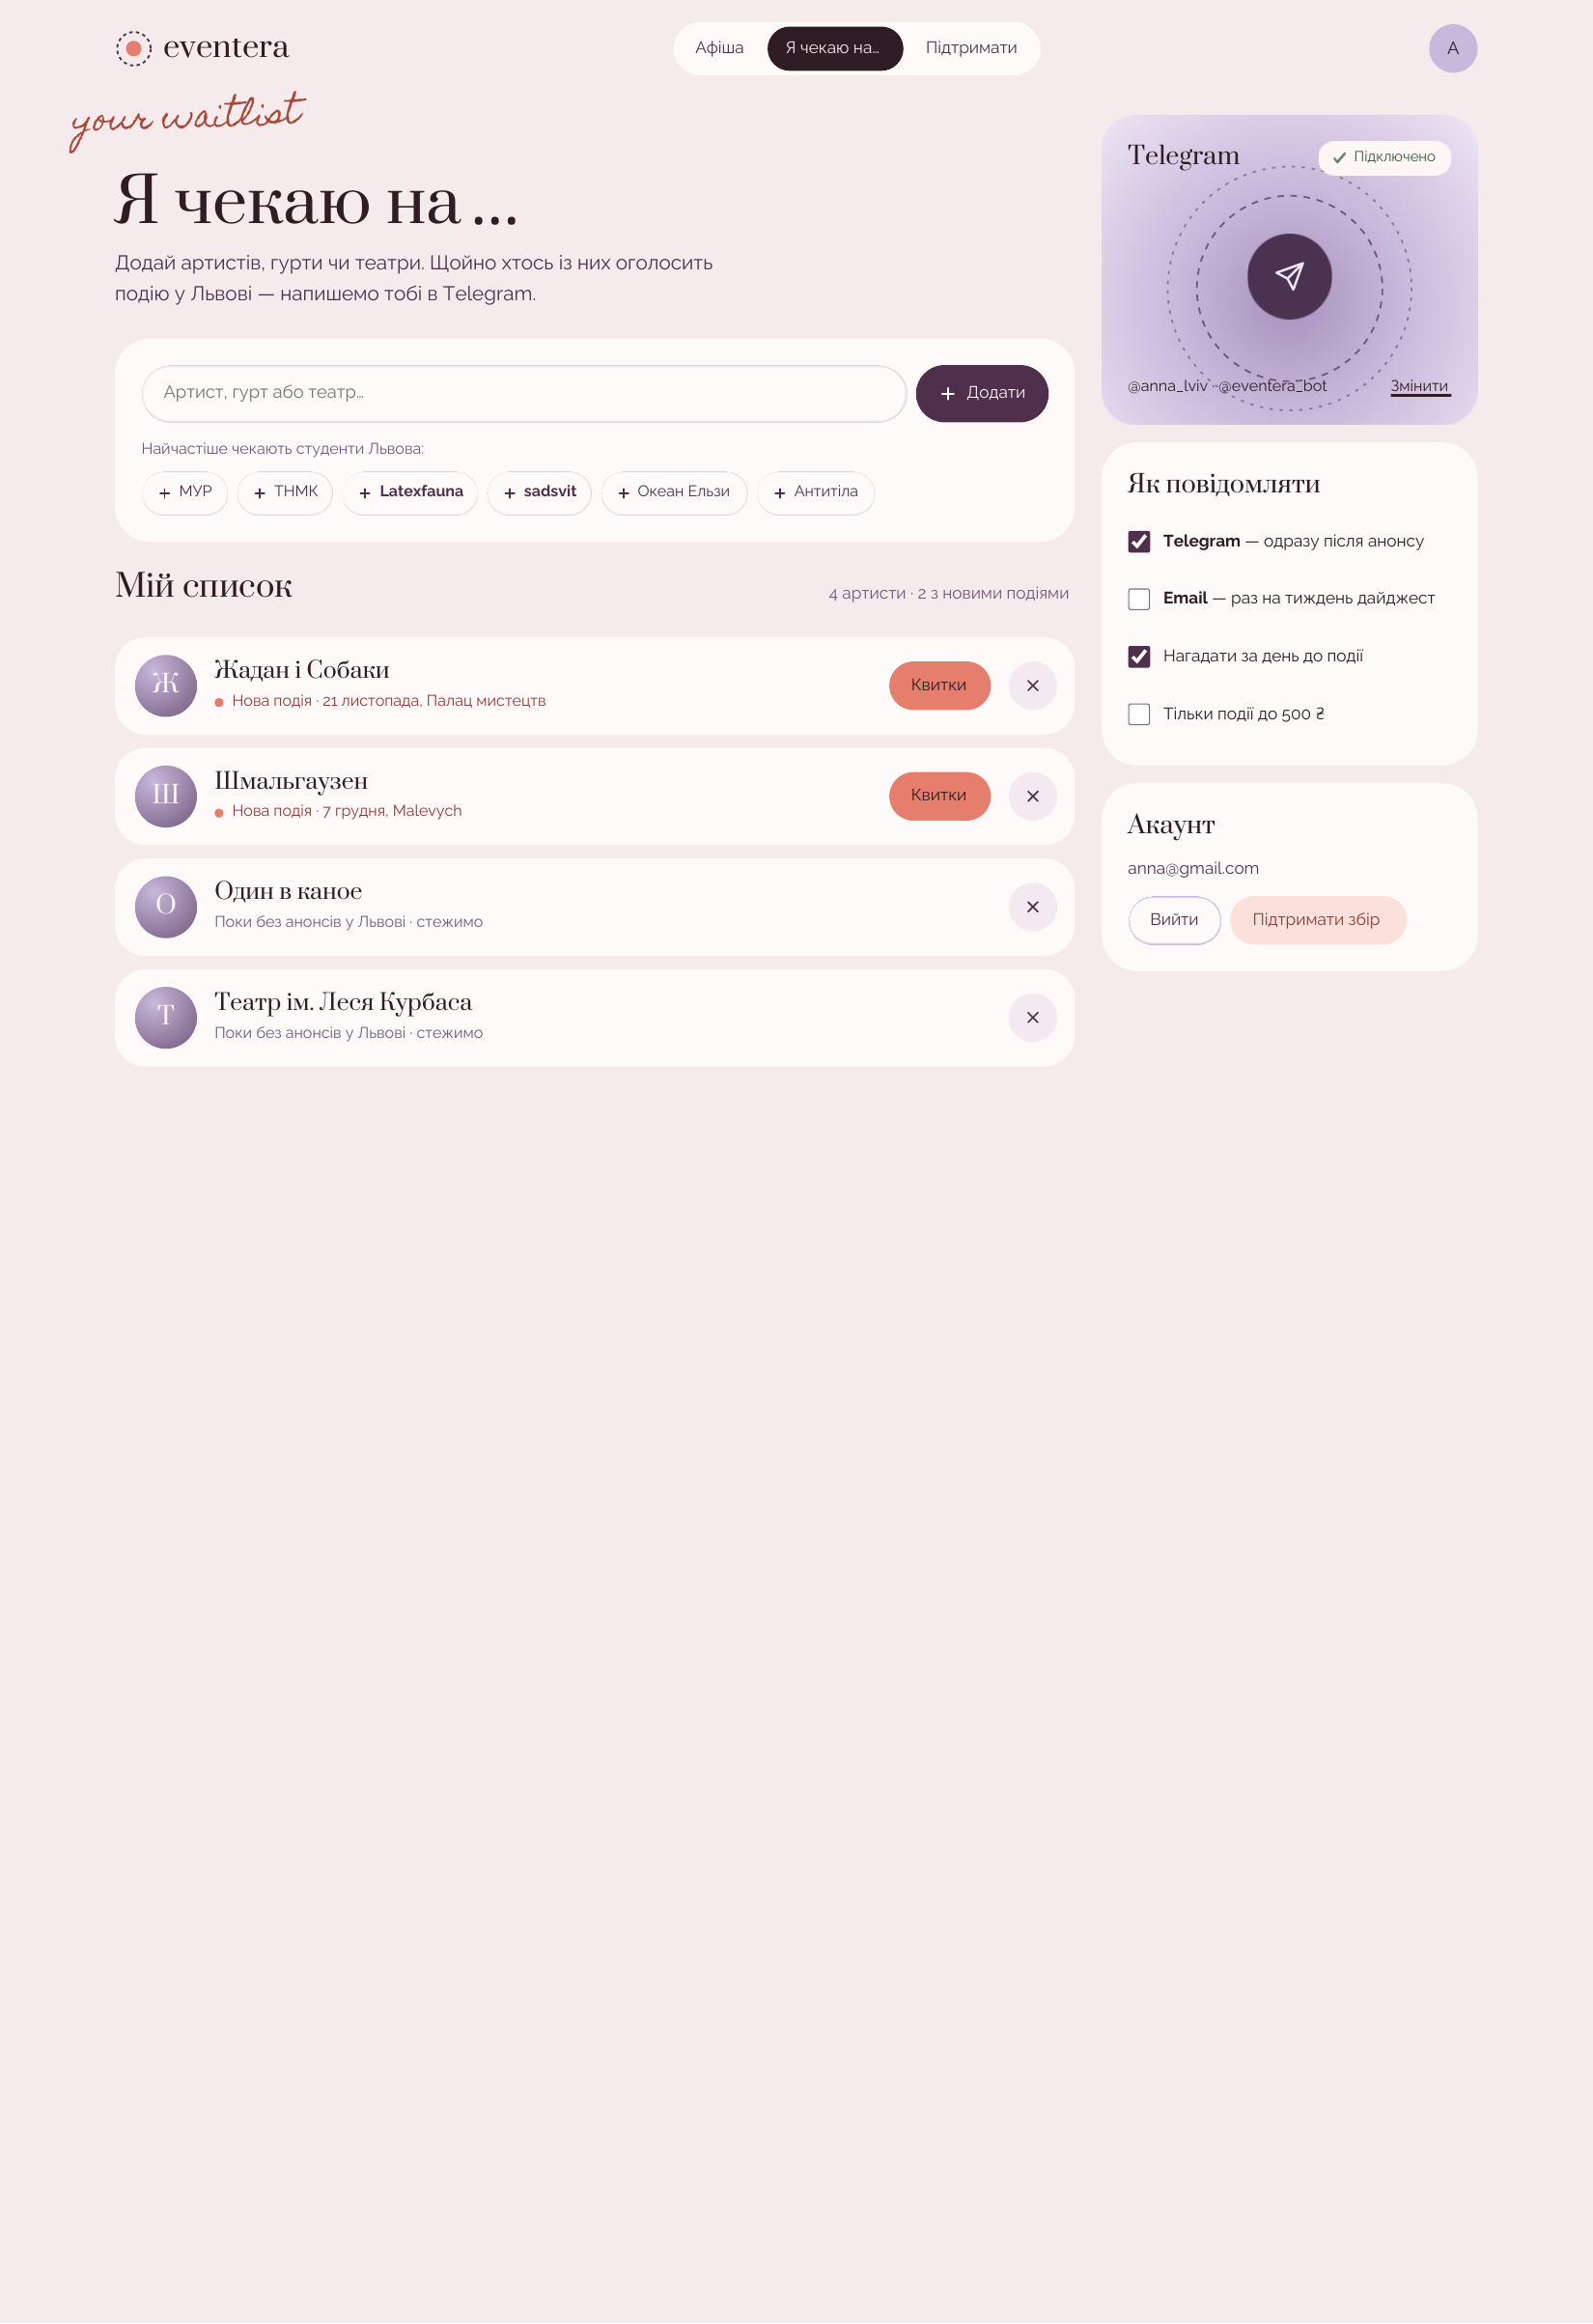 eventera
Афіша
Я чекаю на…
Підтримати
A
your waitlist
Я чекаю на ...
Додай артистів, гурти чи театри. Щойно хтось із них оголосить
подію у Львові — напишемо тобі в Telegram.
Артист, гурт або театр…
+ Додати
Найчастіше чекають студенти Львова:
+ МУР
+ ТНМК
+ Latexfauna
+ sadsvit
+ Океан Ельзи
+ Антитіла
Мій список
4 артисти · 2 з новими подіями
Ж
Жадан і Собаки
Нова подія · 21 листопада, Палац мистецтв
Квитки
Ш
Шмальгаузен
Нова подія · 7 грудня, Malevych
Квитки
О
Один в каное
Поки без анонсів у Львові · стежимо
Т
Театр ім. Леся Курбаса
Поки без анонсів у Львові · стежимо
Telegram
Підключено
@anna_lviv · @eventera_bot
Змінити
Як повідомляти
Telegram — одразу після анонсу
Email — раз на тиждень дайджест
Нагадати за день до події
Тільки події до 500 ₴
Акаунт
anna@gmail.com
Вийти
Підтримати збір